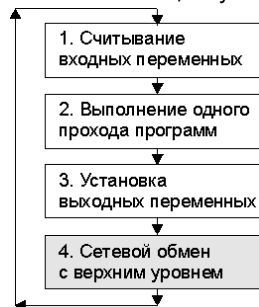 1. Считывание
входных переменных
2. Выполнение одного
прохода программ
3. Установка
выходных переменных
4. Сетевой обмен
с верхним уровнем